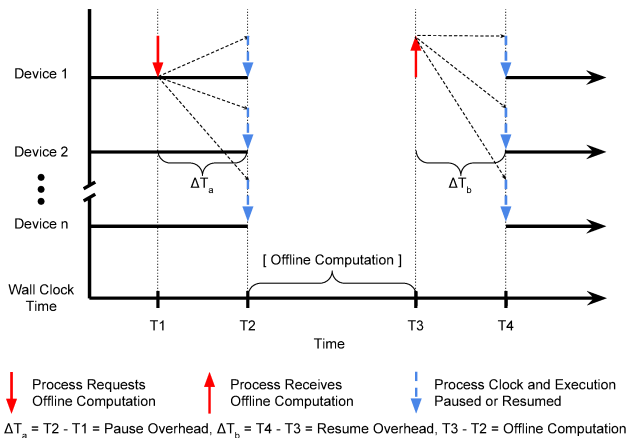 Device 1
Device 2
ΔTa
ΔTb
Device n
[ Offline Computation ]
Wall Clock
Time
T1
T2
T3
T4
Time
Process Requests
Offline Computation
Process Receives
Offline Computation
Process Clock and Execution
Paused or Resumed
ΔTa = T2 - T1 = Pause Overhead, ΔTb = T4 - T3 = Resume Overhead, T3 - T2 = Offline Computation